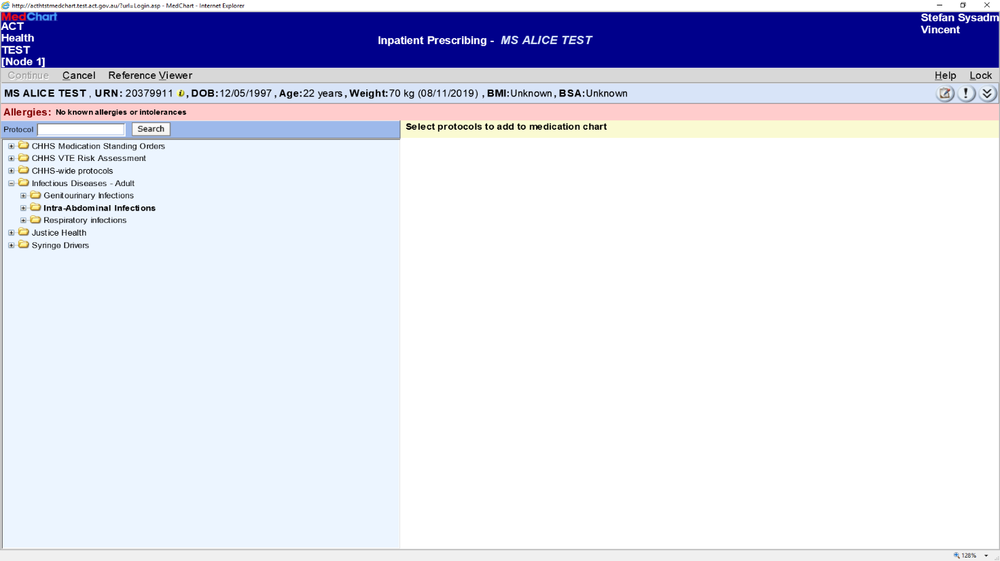 http://acthtstmedchart.test.act.gov.au/?url=Login.asp - MedChart - Internet Explorer
MedChart
ACT
Health
TEST
[Node 1]
Inpatient Prescribing - MS ALICE TEST
Stefan Sysadm
Vincent
Continue Cancel Reference Viewer Help Lock
MS ALICE TEST , URN: 20379911 i , DOB:12/05/1997 , Age:22 years , Weight:70 kg (08/11/2019) , BMI:Unknown , BSA:Unknown
Allergies: No known allergies or intolerances
Protocol Search
Select protocols to add to medication chart
CHHS Medication Standing Orders
CHHS VTE Risk Assessment
CHHS-wide protocols
Infectious Diseases - Adult
Genitourinary Infections
Intra-Abdominal Infections
Respiratory infections
Justice Health
Syringe Drivers
128%